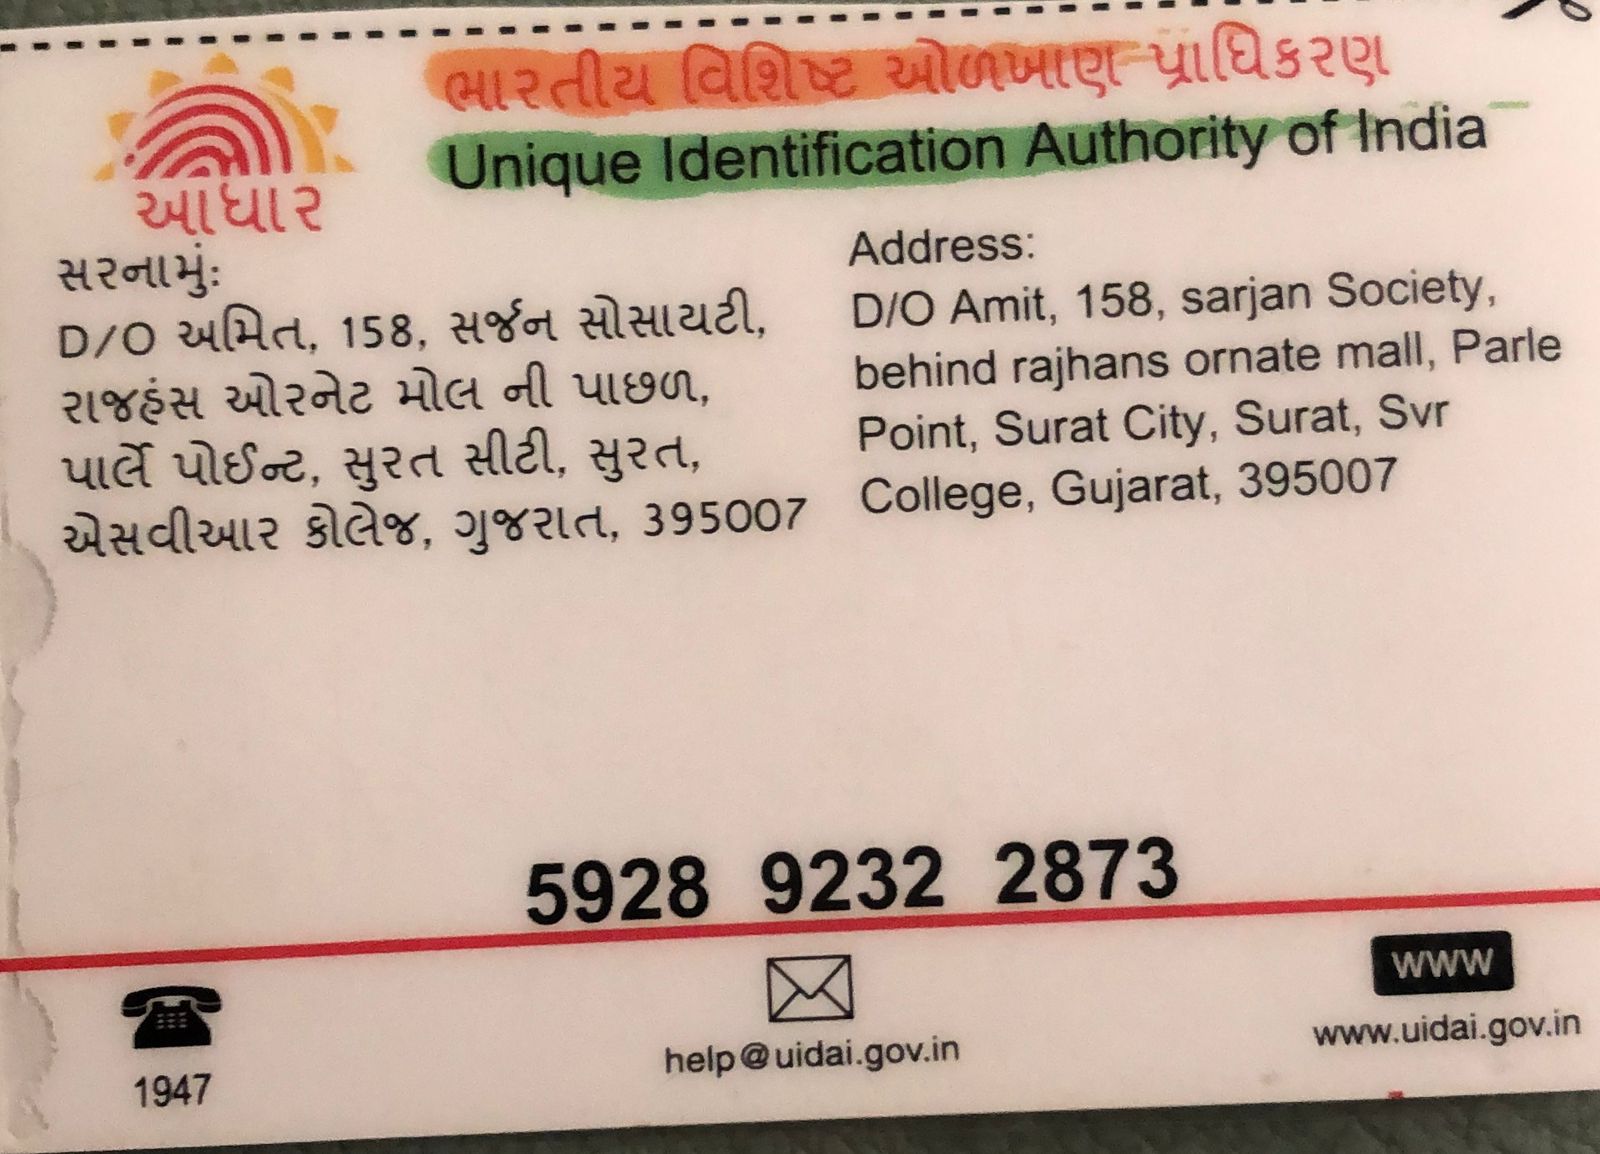 ભારતીય વિશિષ્ટ ઓળખાણ પ્રાધિકરણ
Unique Identification Authority of India
આધાર
સરનામું:
D/O અમિત, 158, સર્જન સોસાયટી,
રાજહંસ ઓરનેટ મોલ ની પાછળ,
પાર્લે પોઈન્ટ, સુરત સીટી, સુરત,
એસવીઆર કોલેજ, ગુજરાત, 395007
Address:
D/O Amit, 158, sarjan Society,
behind rajhans ornate mall, Parle
Point, Surat City, Surat, Svr
College, Gujarat, 395007
5928 9232 2873
1947
help@uidai.gov.in
www
www.uidai.gov.in